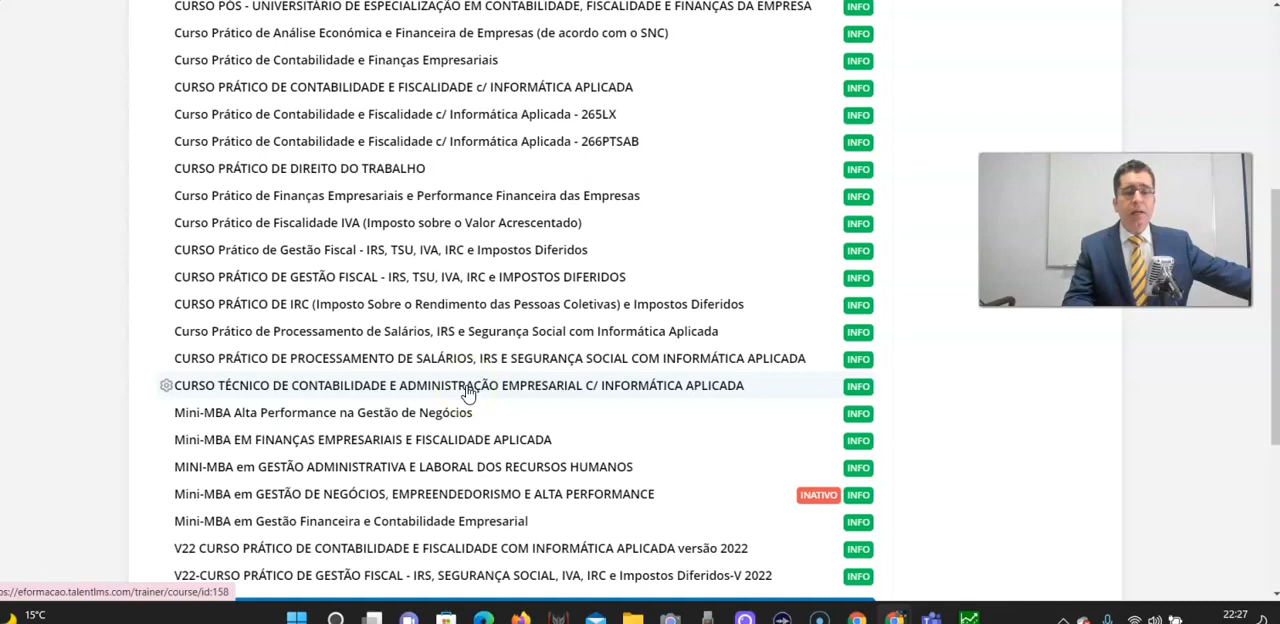 CURSO PÓS - UNIVERSITÁRIO DE ESPECIALIZAÇÃO EM CONTABILIDADE, FISCALIDADE E FINANÇAS DA EMPRESA INFO
Curso Prático de Análise Económica e Financeira de Empresas (de acordo com o SNC) INFO
Curso Prático de Contabilidade e Finanças Empresariais INFO
CURSO PRÁTICO DE CONTABILIDADE E FISCALIDADE c/ INFORMÁTICA APLICADA INFO
Curso Prático de Contabilidade e Fiscalidade c/ Informática Aplicada - 265LX INFO
Curso Prático de Contabilidade e Fiscalidade c/ Informática Aplicada - 266PTSAB INFO
CURSO PRÁTICO DE DIREITO DO TRABALHO INFO
Curso Prático de Finanças Empresariais e Performance Financeira das Empresas INFO
Curso Prático de Fiscalidade IVA (Imposto sobre o Valor Acrescentado) INFO
CURSO Prático de Gestão Fiscal - IRS, TSU, IVA, IRC e Impostos Diferidos INFO
CURSO PRÁTICO DE GESTÃO FISCAL - IRS, TSU, IVA, IRC e IMPOSTOS DIFERIDOS INFO
CURSO PRÁTICO DE IRC (Imposto Sobre o Rendimento das Pessoas Coletivas) e Impostos Diferidos INFO
Curso Prático de Processamento de Salários, IRS e Segurança Social com Informática Aplicada INFO
CURSO PRÁTICO DE PROCESSAMENTO DE SALÁRIOS, IRS E SEGURANÇA SOCIAL COM INFORMÁTICA APLICADA INFO
CURSO TÉCNICO DE CONTABILIDADE E ADMINISTRAÇÃO EMPRESARIAL C/ INFORMÁTICA APLICADA INFO
Mini-MBA Alta Performance na Gestão de Negócios INFO
Mini-MBA EM FINANÇAS EMPRESARIAIS E FISCALIDADE APLICADA INFO
MINI-MBA em GESTÃO ADMINISTRATIVA E LABORAL DOS RECURSOS HUMANOS INFO
Mini-MBA em GESTÃO DE NEGÓCIOS, EMPREENDEDORISMO E ALTA PERFORMANCE INATIVO INFO
Mini-MBA em Gestão Financeira e Contabilidade Empresarial INFO
V22 CURSO PRÁTICO DE CONTABILIDADE E FISCALIDADE COM INFORMÁTICA APLICADA versão 2022 INFO
V22-CURSO PRÁTICO DE GESTÃO FISCAL - IRS, SEGURANÇA SOCIAL, IVA, IRC e Impostos Diferidos-V 2022 INFO
ps://eformacao.talentlms.com/trainer/course/id:158
15°C 22:27